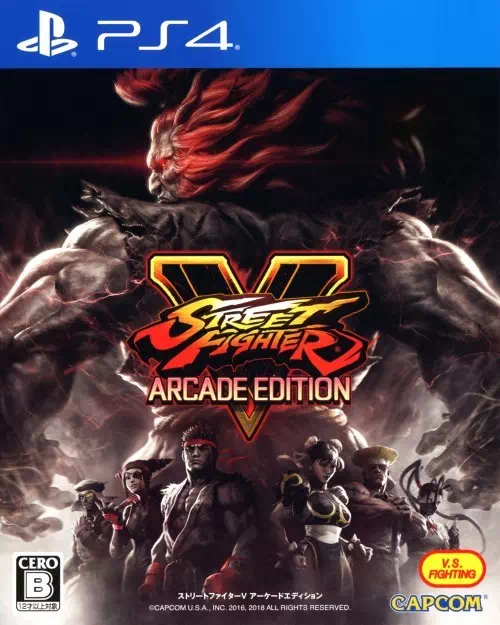 PS4
V
STREET
FIGHTER
ARCADE EDITION
CERO
B
12才以上対象
ストリートファイターV アーケードエディション
©CAPCOM U.S.A., INC. 2016, 2018 ALL RIGHTS RESERVED.
V.S.
FIGHTING
CAPCOM